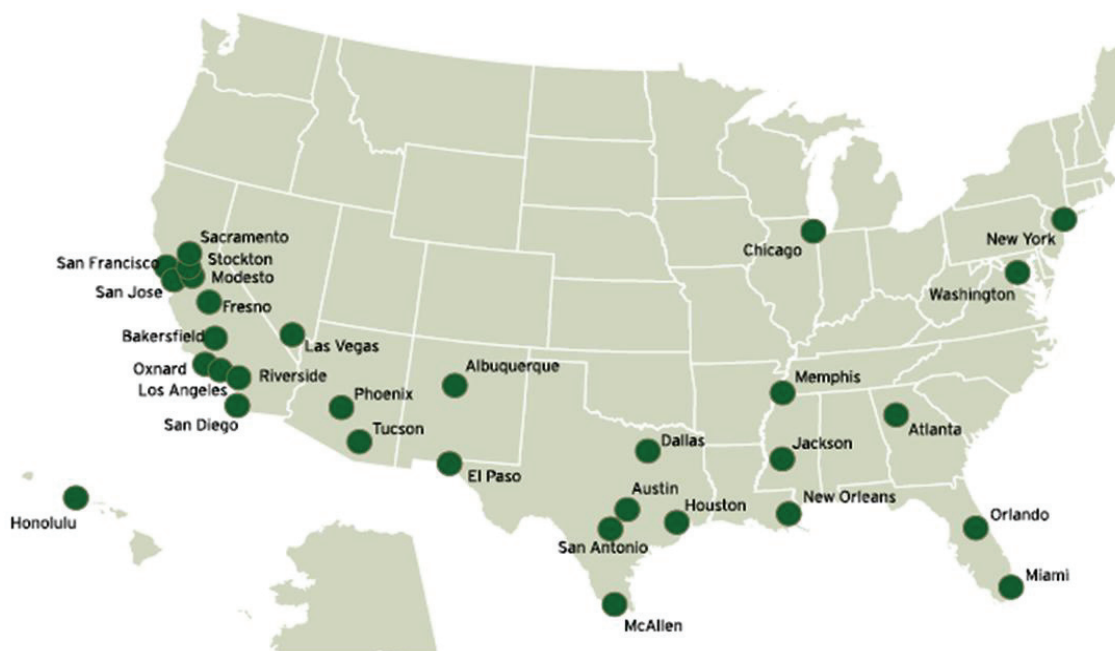 Sacramento
San Francisco
Stockton
Modesto
San Jose
Fresno
Bakersfield
Las Vegas
Oxnard
Riverside
Los Angeles
San Diego
Phoenix
Tucson
Albuquerque
El Paso
Dallas
Austin
Houston
San Antonio
McAllen
Chicago
New York
Washington
Memphis
Atlanta
Jackson
New Orleans
Orlando
Miami
Honolulu